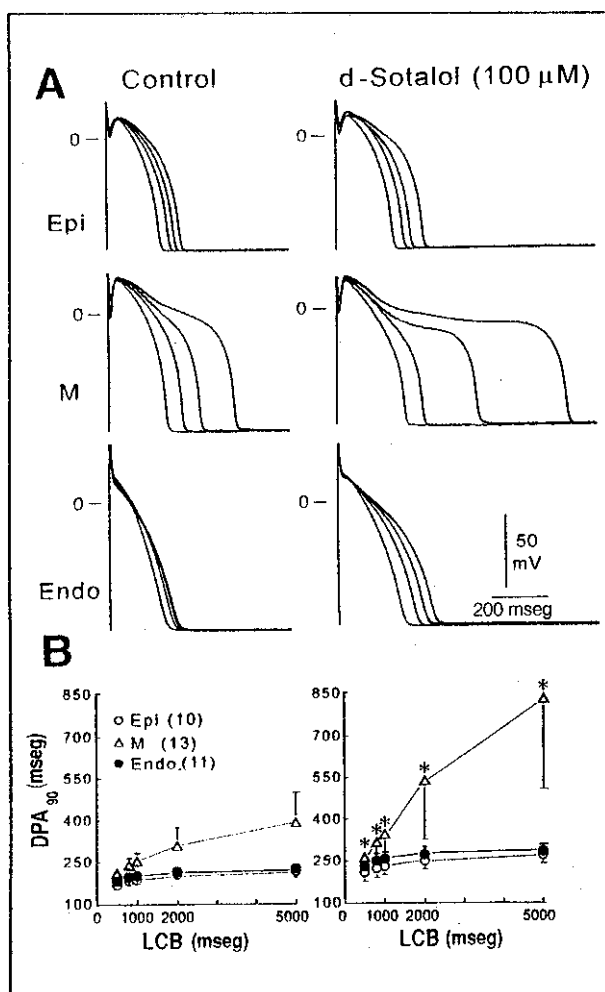 A
Control
d-Sotalol (100 μM)
0 —
0 —
Epi
0 —
0 —
M
0 —
0 —
Endo
50
mV
200 mseg
B
850
700
550
400
250
100
DPA 90 (mseg)
Epi (10)
M (13)
Endo. (11)
0 1000 2000 5000
LCB (mseg)
850
700
550
400
250
100
* * * * *
0 1000 2000 5000
LCB (mseg)